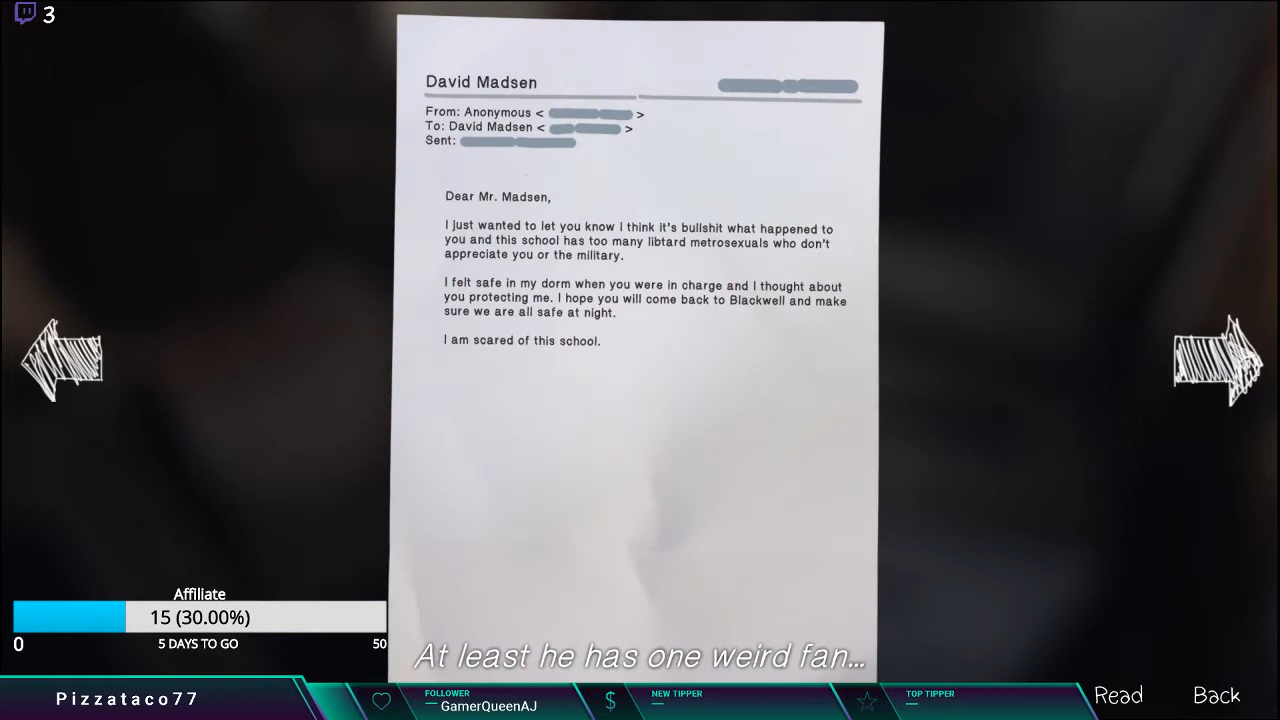 3
David Madsen
From: Anonymous < >
To: David Madsen < >
Sent:
Dear Mr. Madsen,
I just wanted to let you know I think it's bullshit what happened to
you and this school has too many libtard metrosexuals who don't
appreciate you or the military.
I felt safe in my dorm when you were in charge and I thought about
you protecting me. I hope you will come back to Blackwell and make
sure we are all safe at night.
I am scared of this school.
Affiliate
15 (30.00%)
0 5 DAYS TO GO 50
At least he has one weird fan...
Pizzataco77
FOLLOWER
GamerQueenAJ
NEW TIPPER
TOP TIPPER
Read Back